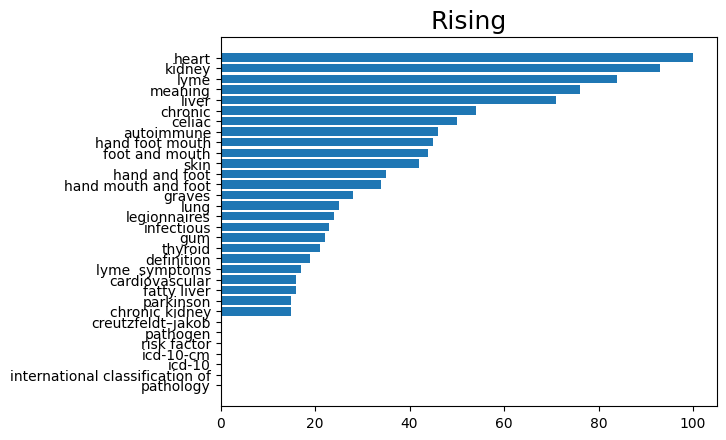 Rising
heart
kidney
lyme
meaning
liver
chronic
celiac
autoimmune
hand foot mouth
foot and mouth
skin
hand and foot
hand mouth and foot
graves
lung
legionnaires
infectious
gum
thyroid
definition
lyme  symptoms
cardiovascular
fatty liver
parkinson
chronic kidney
creutzfeldt–jakob
pathogen
risk factor
icd-10-cm
icd-10
international classification of
pathology
0 20 40 60 80 100